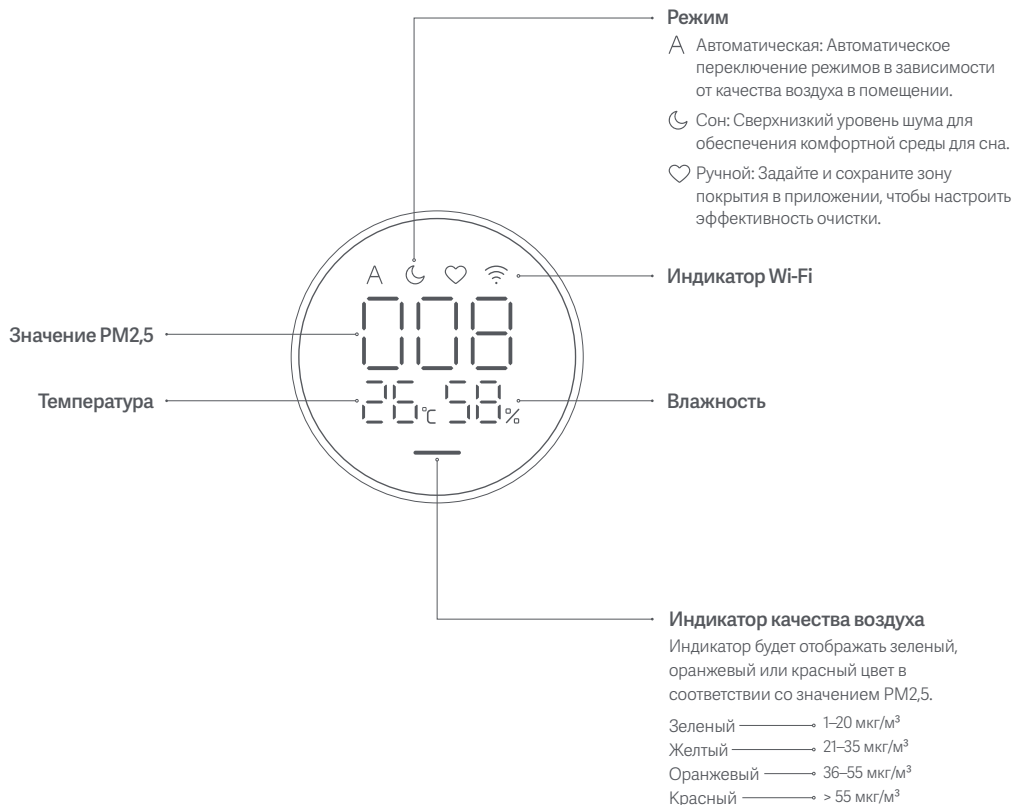 Режим
A Автоматическая: Автоматическое
переключение режимов в зависимости
от качества воздуха в помещении.
Сон: Сверхнизкий уровень шума для
обеспечения комфортной среды для сна.
Ручной: Задайте и сохраните зону
покрытия в приложении, чтобы настроить
эффективность очистки.
A
Индикатор Wi-Fi
Значение PM2,5
008
Температура
26 °C 58 %
Влажность
Индикатор качества воздуха
Индикатор будет отображать зеленый,
оранжевый или красный цвет в
соответствии со значением PM2,5.
Зеленый 1–20 мкг/м³
Желтый 21–35 мкг/м³
Оранжевый 36–55 мкг/м³
Красный > 55 мкг/м³